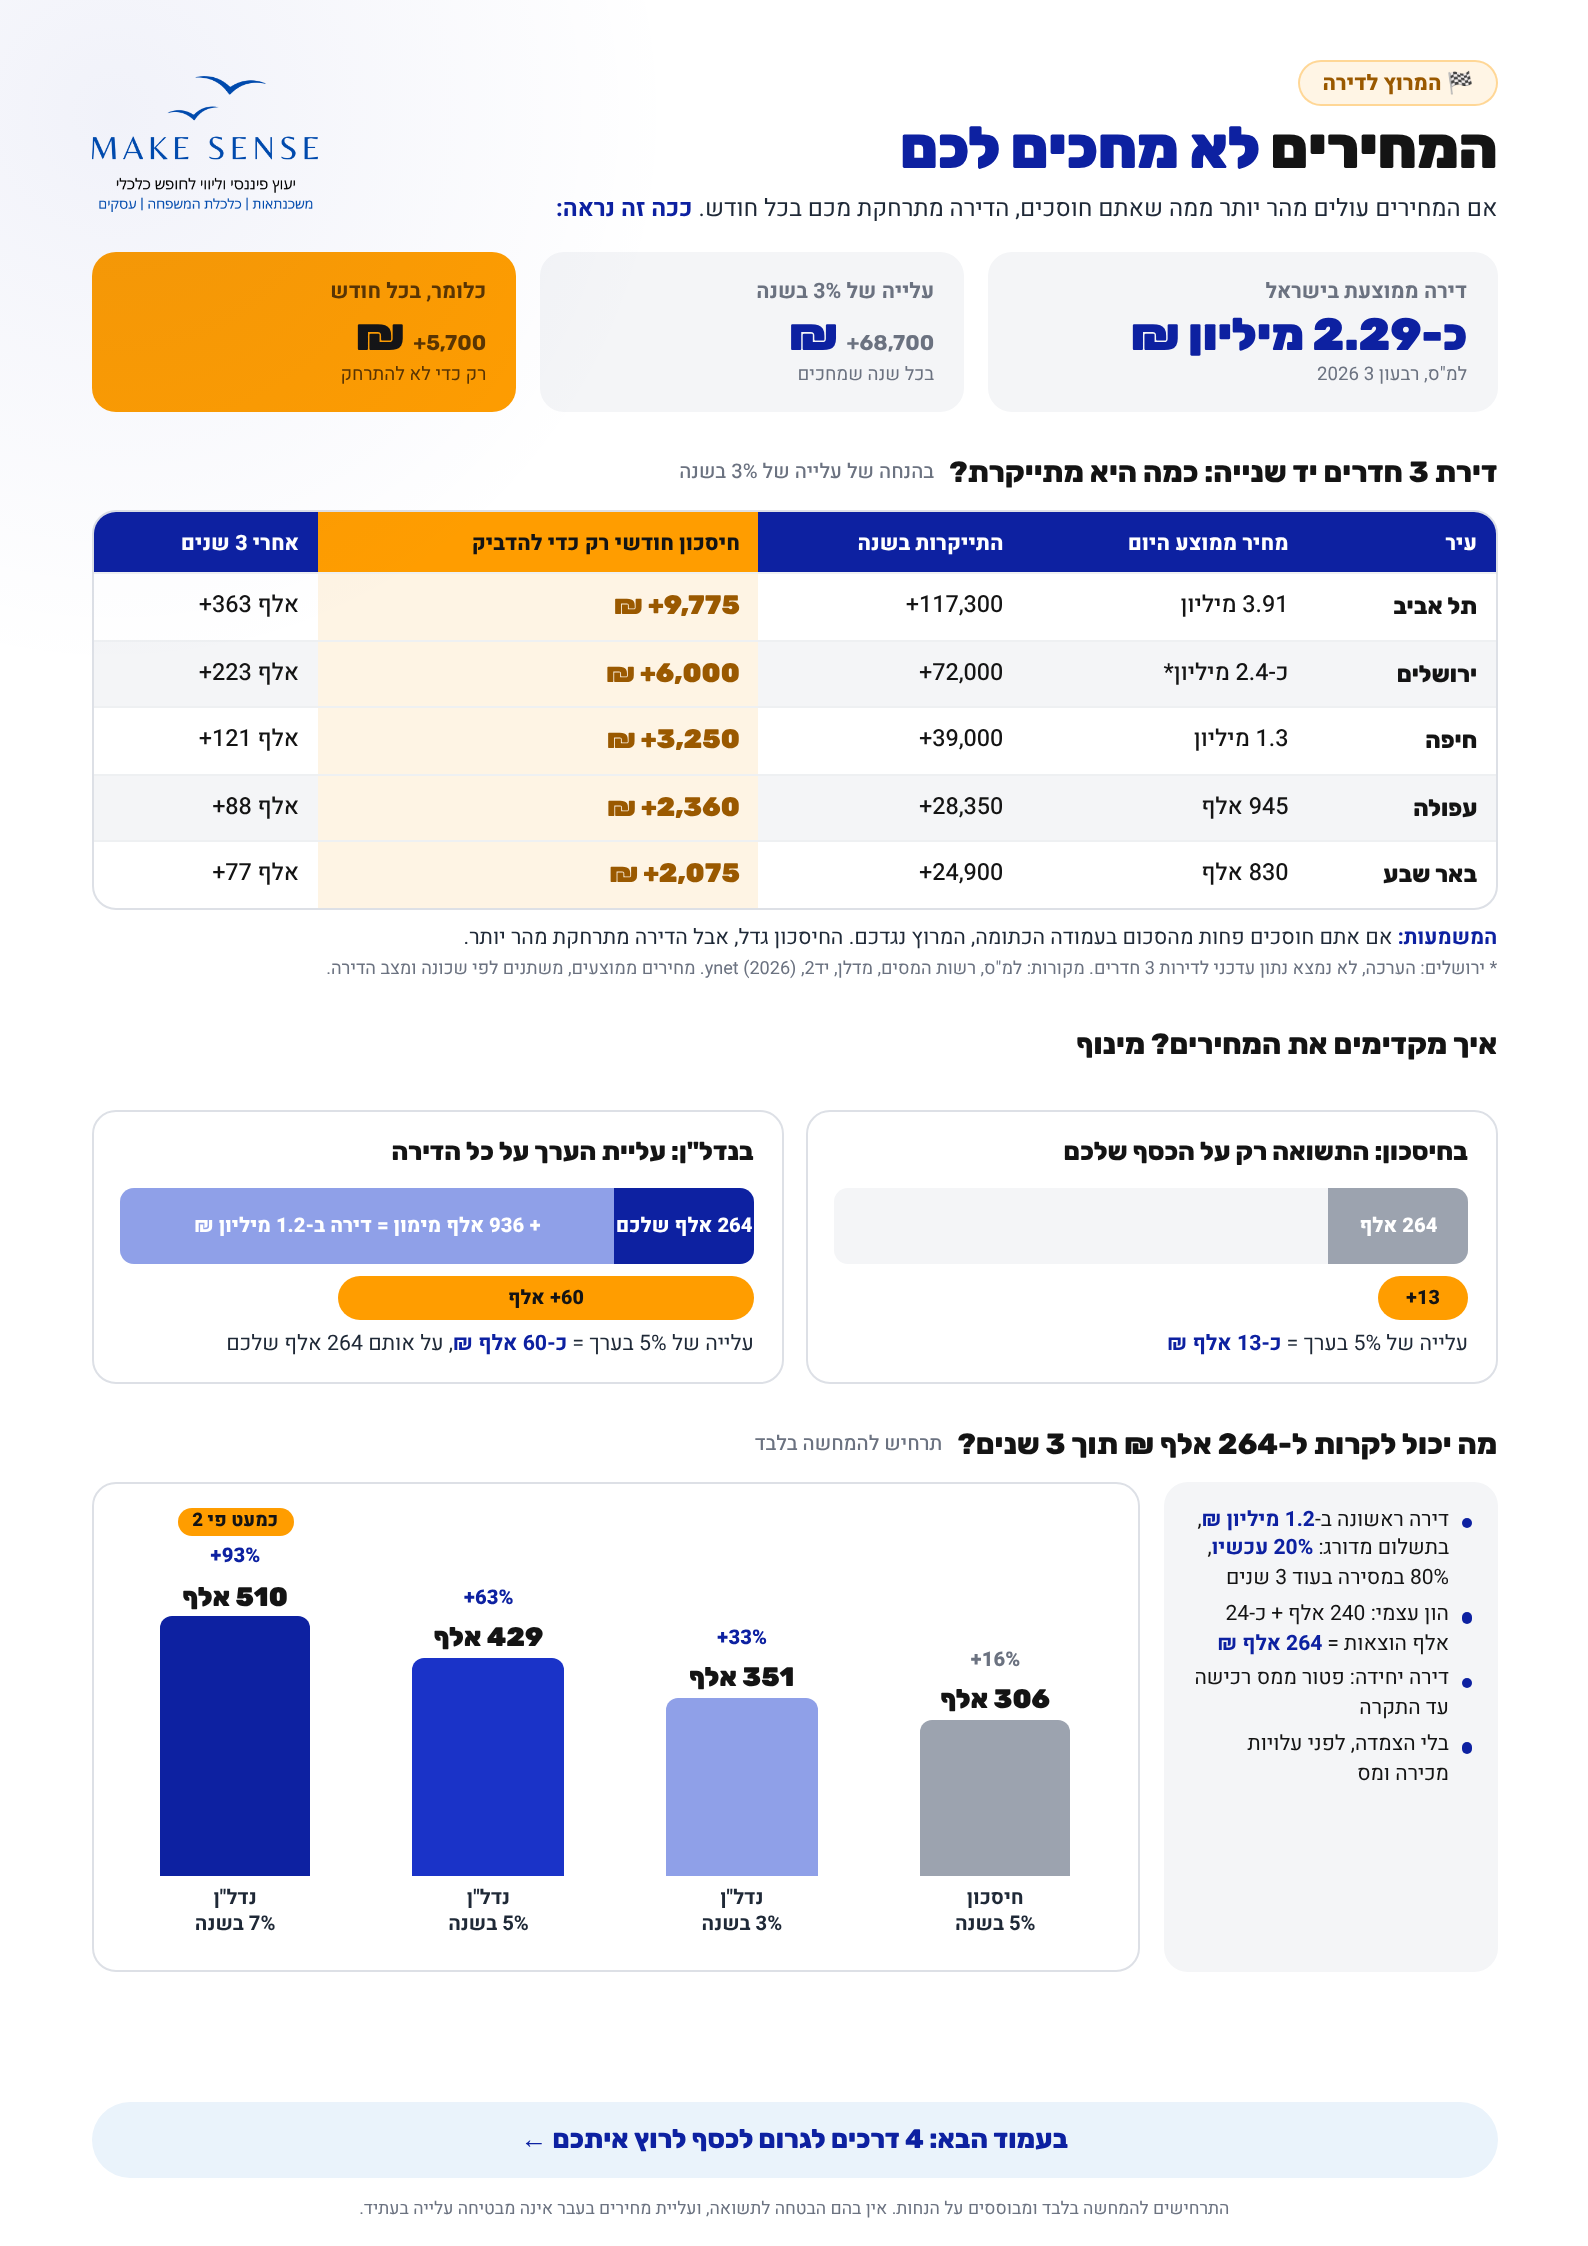 🏁 המרוץ לדירה
המחירים לא מחכים לכם
אם המחירים עולים מהר יותר ממה שאתם חוסכים, הדירה מתרחקת מכם בכל חודש. ככה זה נראה:
MAKE SENSE
יעוץ פיננסי וליווי לחופש כלכלי
משכנתאות | כלכלת המשפחה | עסקים
דירה ממוצעת בישראל
כ-2.29 מיליון ₪
למ"ס, רבעון 3 2026
עלייה של 3% בשנה
+68,700 ₪
בכל שנה שמחכים
כלומר, בכל חודש
+5,700 ₪
רק כדי לא להתרחק
דירת 3 חדרים יד שנייה: כמה היא מתייקרת? בהנחה של עלייה של 3% בשנה
עיר מחיר ממוצע היום התייקרות בשנה חיסכון חודשי רק כדי להדביק אחרי 3 שנים
תל אביב 3.91 מיליון +117,300 +9,775 ₪ +363 אלף
ירושלים כ-2.4 מיליון* +72,000 +6,000 ₪ +223 אלף
חיפה 1.3 מיליון +39,000 +3,250 ₪ +121 אלף
עפולה 945 אלף +28,350 +2,360 ₪ +88 אלף
באר שבע 830 אלף +24,900 +2,075 ₪ +77 אלף
המשמעות: אם אתם חוסכים פחות מהסכום בעמודה הכתומה, המרוץ נגדכם. החיסכון גדל, אבל הדירה מתרחקת מהר יותר.
* ירושלים: הערכה, לא נמצא נתון עדכני לדירות 3 חדרים. מקורות: למ"ס, רשות המסים, מדלן, יד2, ynet (2026). מחירים ממוצעים, משתנים לפי שכונה ומצב הדירה.
איך מקדימים את המחירים? מינוף
בחיסכון: התשואה רק על הכסף שלכם
264 אלף
+13
עלייה של 5% בערך = כ-13 אלף ₪
בנדל"ן: עליית הערך על כל הדירה
264 אלף שלכם
+ 936 אלף מימון = דירה ב-1.2 מיליון ₪
+60 אלף
עלייה של 5% בערך = כ-60 אלף ₪, על אותם 264 אלף שלכם
מה יכול לקרות ל-264 אלף ₪ תוך 3 שנים? תרחיש להמחשה בלבד
• דירה ראשונה ב-1.2 מיליון ₪,
בתשלום מדורג: 20% עכשיו,
80% במסירה בעוד 3 שנים
• הון עצמי: 240 אלף + כ-24
אלף הוצאות = 264 אלף ₪
• דירה יחידה: פטור ממס רכישה
עד התקרה
• בלי הצמדה, לפני עלויות
מכירה ומס
+16%
306 אלף
חיסכון
5% בשנה
+33%
351 אלף
נדל"ן
3% בשנה
+63%
429 אלף
נדל"ן
5% בשנה
כמעט פי 2
+93%
510 אלף
נדל"ן
7% בשנה
בעמוד הבא: 4 דרכים לגרום לכסף לרוץ איתכם ←
התרחישים להמחשה בלבד ומבוססים על הנחות. אין בהם הבטחה לתשואה, ועליית מחירים בעבר אינה מבטיחה עלייה בעתיד.